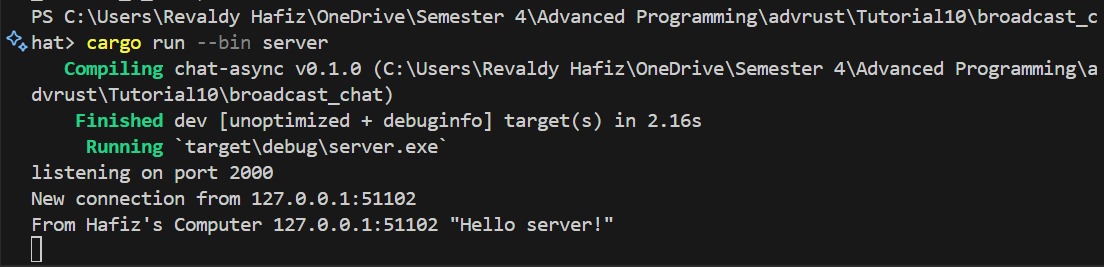 PS C:\Users\Revaldy Hafiz\OneDrive\Semester 4\Advanced Programming\advrust\Tutorial10\broadcast_c
hat> cargo run --bin server
Compiling chat-async v0.1.0 (C:\Users\Revaldy Hafiz\OneDrive\Semester 4\Advanced Programming\a
dvrust\Tutorial10\broadcast_chat)
Finished dev [unoptimized + debuginfo] target(s) in 2.16s
Running `target\debug\server.exe`
listening on port 2000
New connection from 127.0.0.1:51102
From Hafiz's Computer 127.0.0.1:51102 "Hello server!"